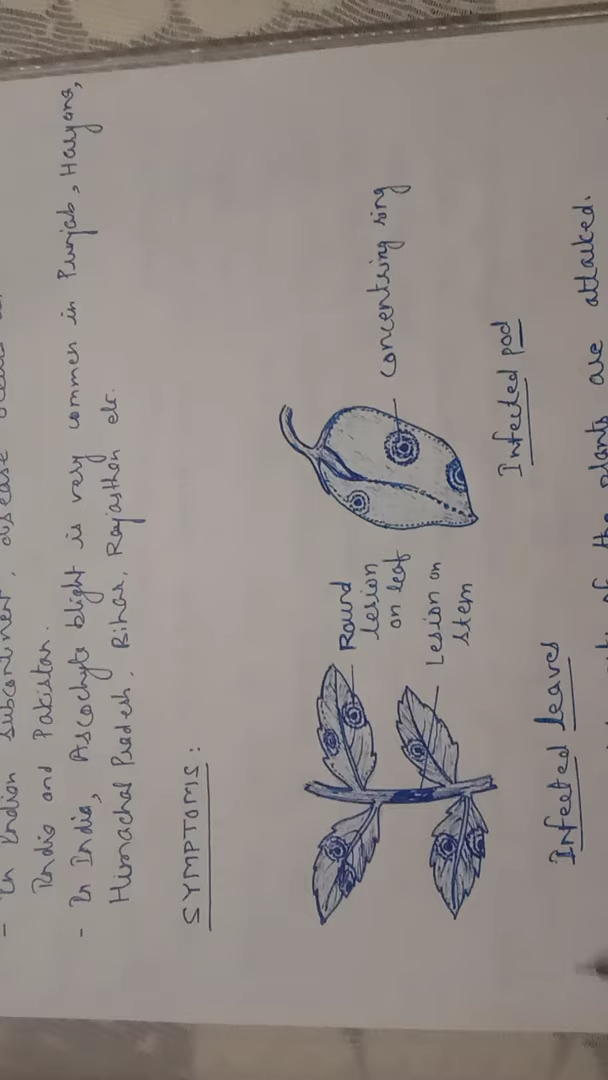 - In Indian subcontinent, disease
India and Pakistan.
- In India, Ascochyta blight is very common in Punjab, Haryana,
Himachal Pradesh, Bihar, Rajasthan etc.
SYMPTOMS:
Round
lesion
on leaf
Lesion on
stem
Concentring ring
Infected leaves
Infected pod
of the plants are attacked.